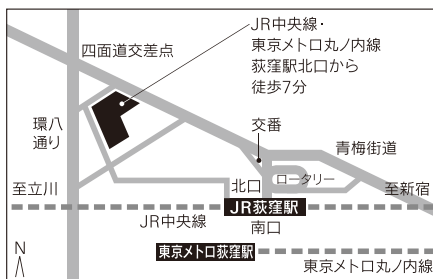 JR中央線・
東京メトロ丸ノ内線
荻窪駅北口から
徒歩7分
四面道交差点
環八
通り
交番
青梅街道
北口
ロータリー
至立川
至新宿
JR荻窪駅
JR中央線
南口
東京メトロ荻窪駅
東京メトロ丸ノ内線
N